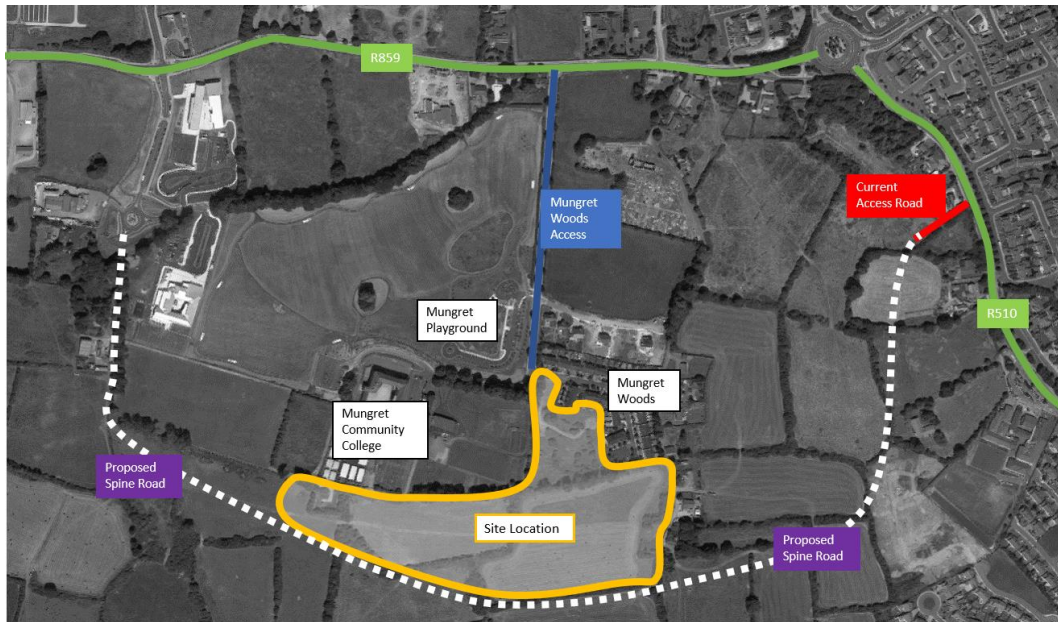 R859
Mungret
Woods
Access
Current
Access Road
R510
Mungret
Playground
Mungret
Woods
Mungret
Community
College
Proposed
Spine Road
Site Location
Proposed
Spine Road